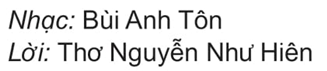 Nhạc: Bùi Anh Tôn
Lời: Thơ Nguyễn Như Hiên